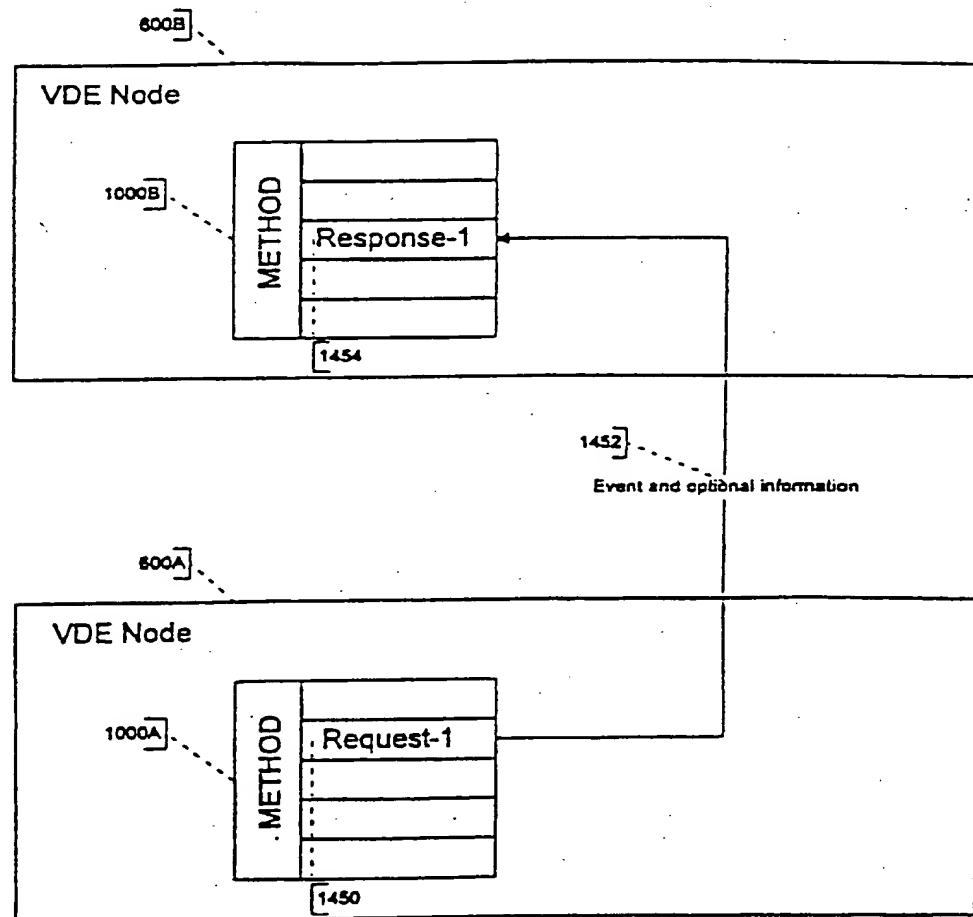 600B
VDE Node
1000B
METHOD
Response-1
1454
1452
Event and optional information
600A
VDE Node
1000A
METHOD
Request-1
1450